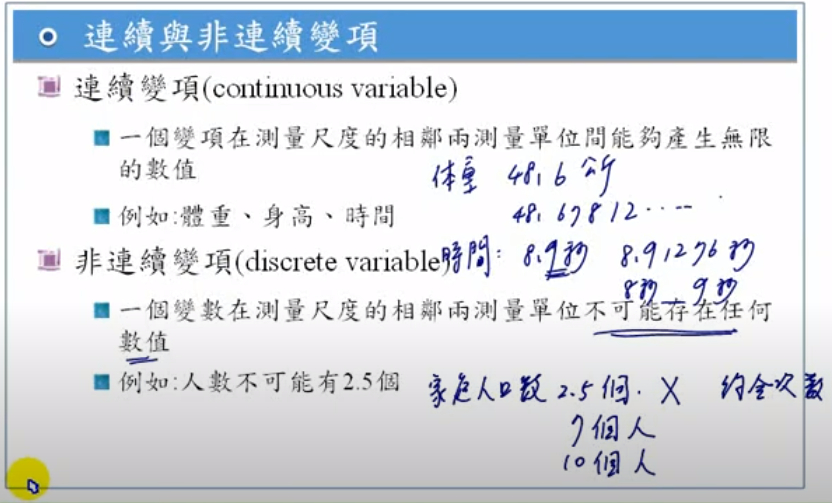 連續與非連續變項
連續變項(continuous variable)
一個變項在測量尺度的相鄰兩測量單位間能夠產生無限
的數值
体重 48.6 公斤
例如:體重、身高、時間
48.67812.....
非連續變項(discrete variable)
時間: 8.9秒 8.91276秒
8秒 9秒
一個變數在測量尺度的相鄰兩測量單位不可能存在任何
數值
例如:人數不可能有2.5個
家庭人口數 2.5個. X 約會次數
7個人
10個人